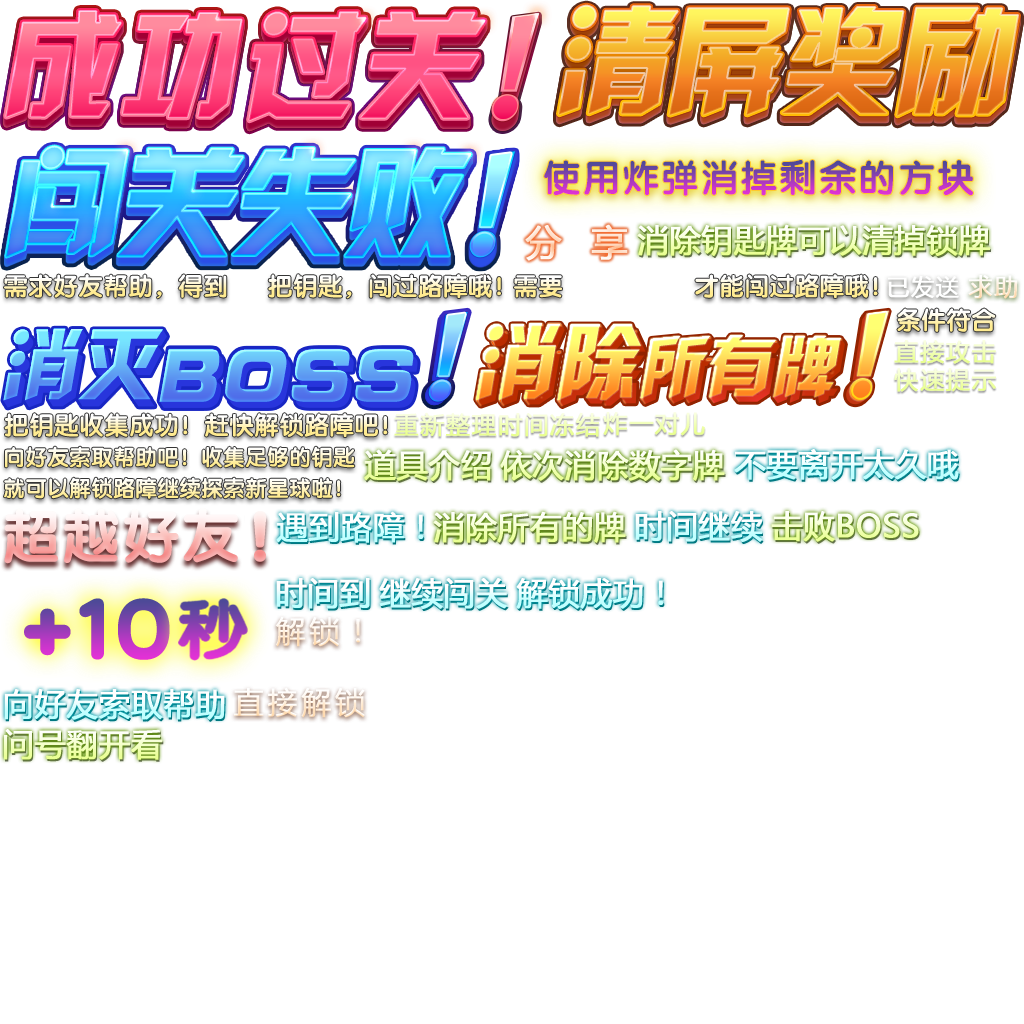 成功过关！ 清屏奖励
闯关失败！
使用炸弹消掉剩余的方块
分 享 消除钥匙牌可以清掉锁牌
需求好友帮助，得到 把钥匙，闯过路障哦！需要 才能闯过路障哦！已发送 求助
消灭BOSS！ 消除所有牌！
条件符合
直接攻击
快速提示
把钥匙收集成功！赶快解锁路障吧！重新整理时间冻结炸一对儿
向好友索取帮助吧！收集足够的钥匙
就可以解锁路障继续探索新星球啦！
道具介绍 依次消除数字牌 不要离开太久哦
超越好友！
遇到路障！消除所有的牌 时间继续 击败BOSS
+10秒
时间到 继续闯关 解锁成功！
解锁！
向好友索取帮助 直接解锁
问号翻开看